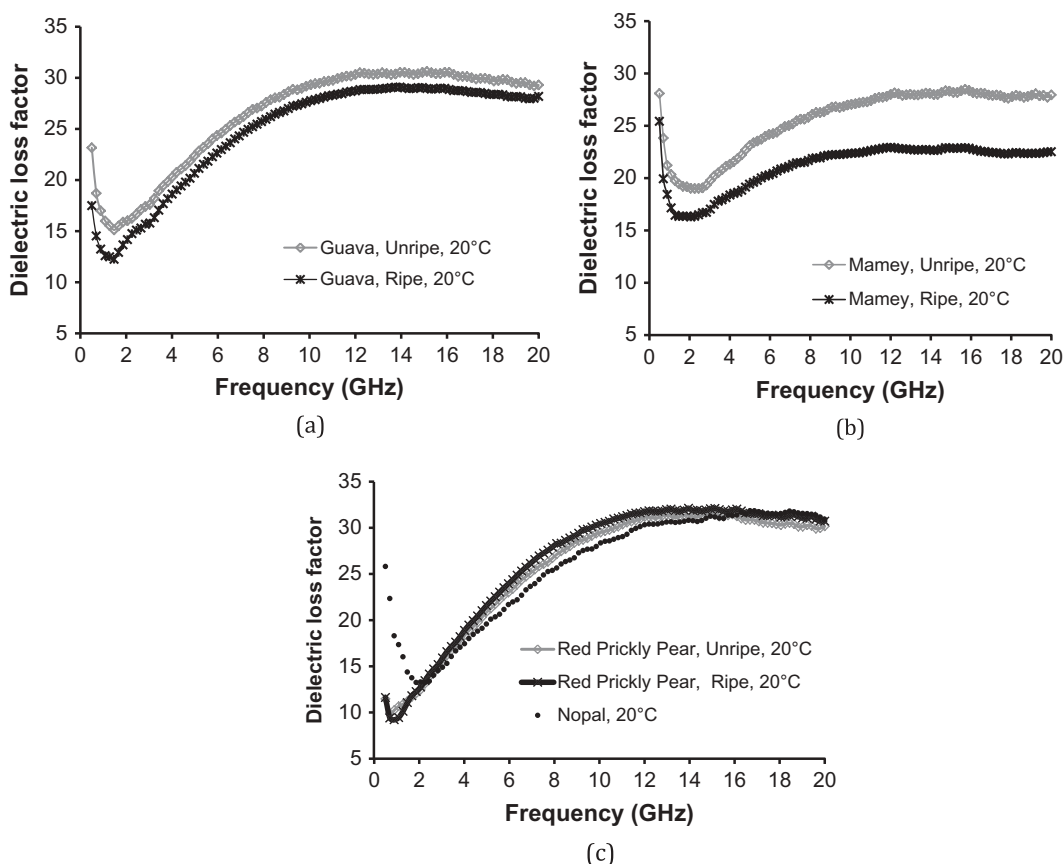 35
30
25
20
15
10
5
Dielectric loss factor
Guava, Unripe, 20°C
Guava, Ripe, 20°C
0 2 4 6 8 10 12 14 16 18 20
Frequency (GHz)
(a)
35
30
25
20
15
10
5
Dielectric loss factor
Mamey, Unripe, 20°C
Mamey, Ripe, 20°C
0 2 4 6 8 10 12 14 16 18 20
Frequency (GHz)
(b)
35
30
25
20
15
10
5
Dielectric loss factor
Red Prickly Pear, Unripe, 20°C
Red Prickly Pear, Ripe, 20°C
Nopal, 20°C
0 2 4 6 8 10 12 14 16 18 20
Frequency (GHz)
(c)